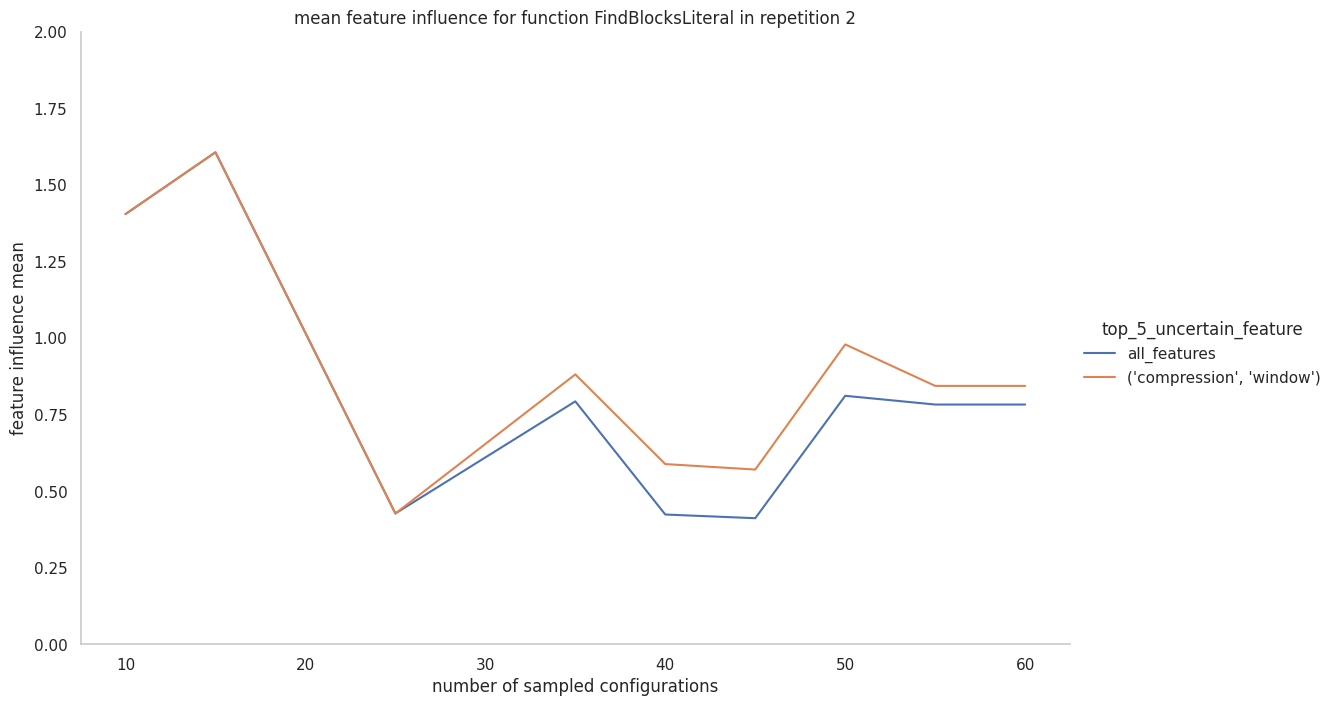 mean feature influence for function FindBlocksLiteral in repetition 2
2.00
1.75
1.50
1.25
1.00
0.75
0.50
0.25
0.00
feature influence mean
10 20 30 40 50 60
number of sampled configurations
top_5_uncertain_feature
all_features
('compression', 'window')